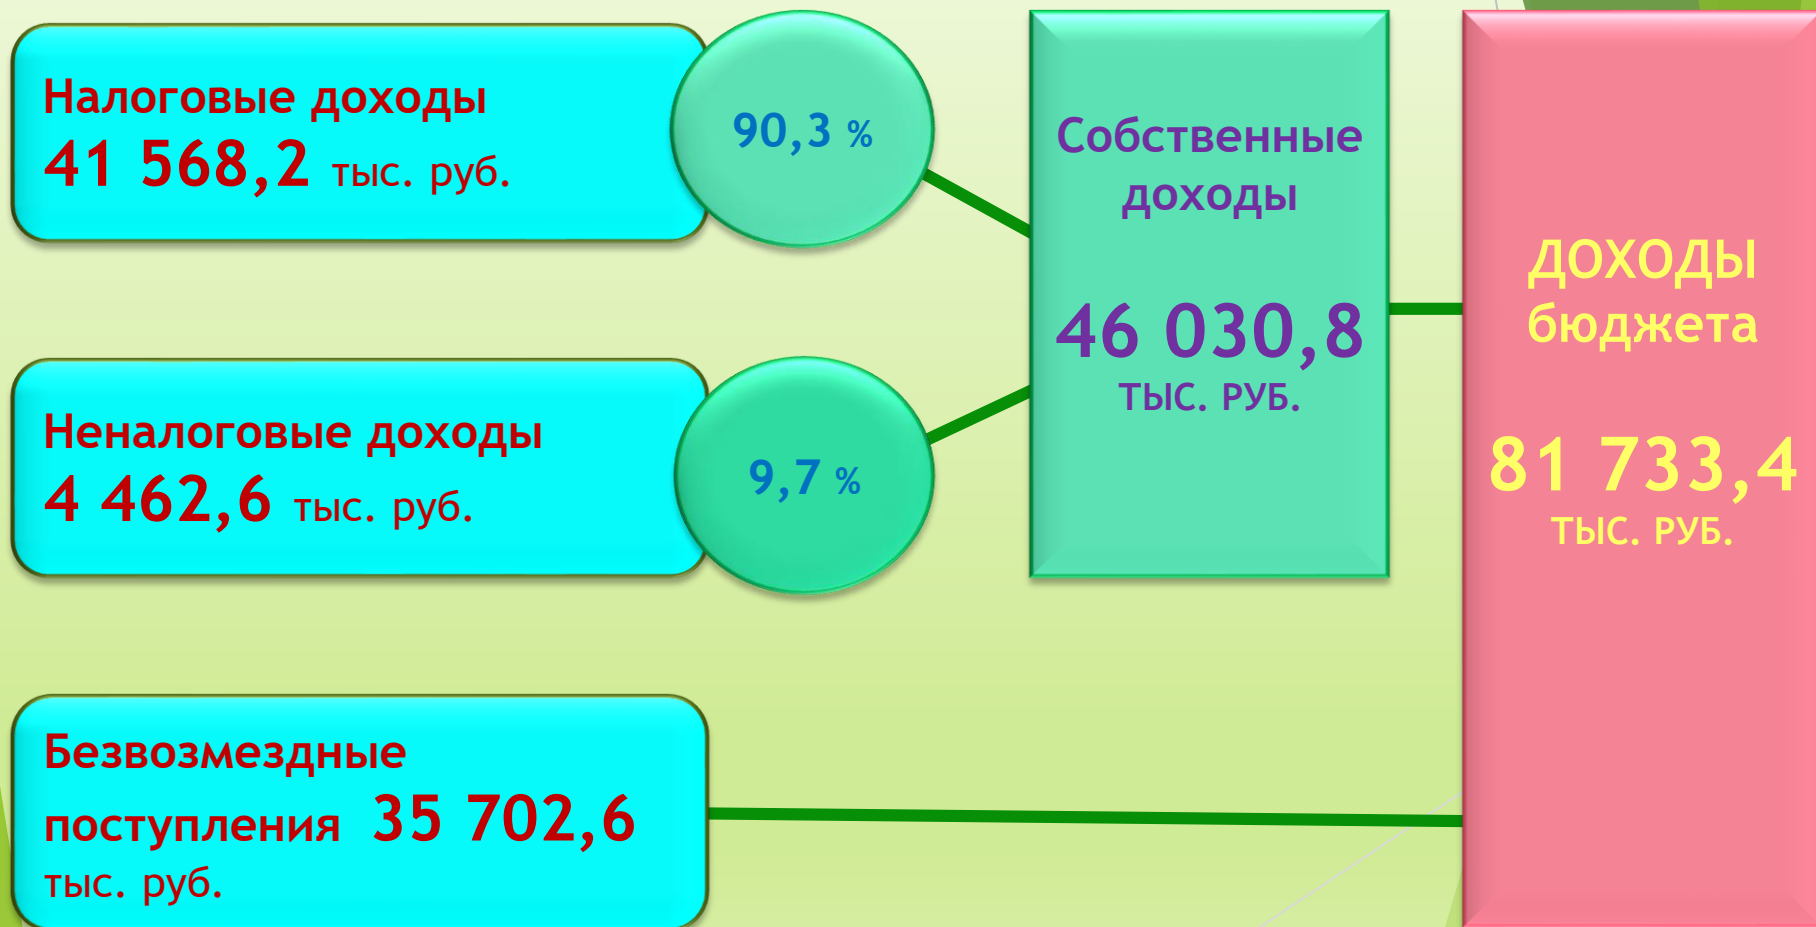 Налоговые доходы
41 568,2 тыс. руб.
90,3 %
Неналоговые доходы
4 462,6 тыс. руб.
9,7 %
Безвозмездные
поступления 35 702,6
тыс. руб.
Собственные
доходы
46 030,8
ТЫС. РУБ.
ДОХОДЫ
бюджета
81 733,4
ТЫС. РУБ.